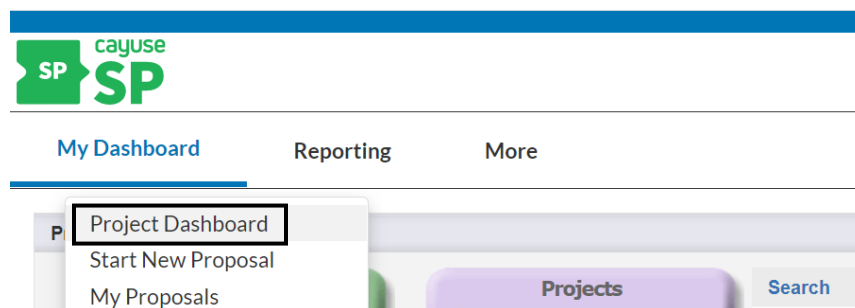 cayuse
SP SP
My Dashboard Reporting More
Project Dashboard
Start New Proposal
My Proposals
Projects
Search